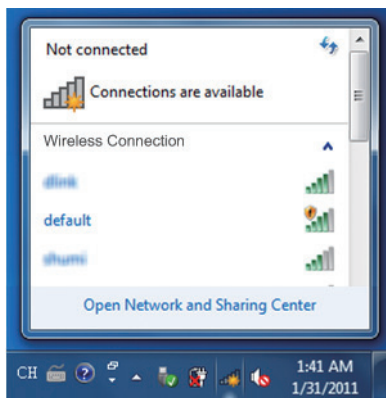 Not connected
Connections are available
Wireless Connection
dlink
default
Open Network and Sharing Center
CH
1:41 AM
1/31/2011